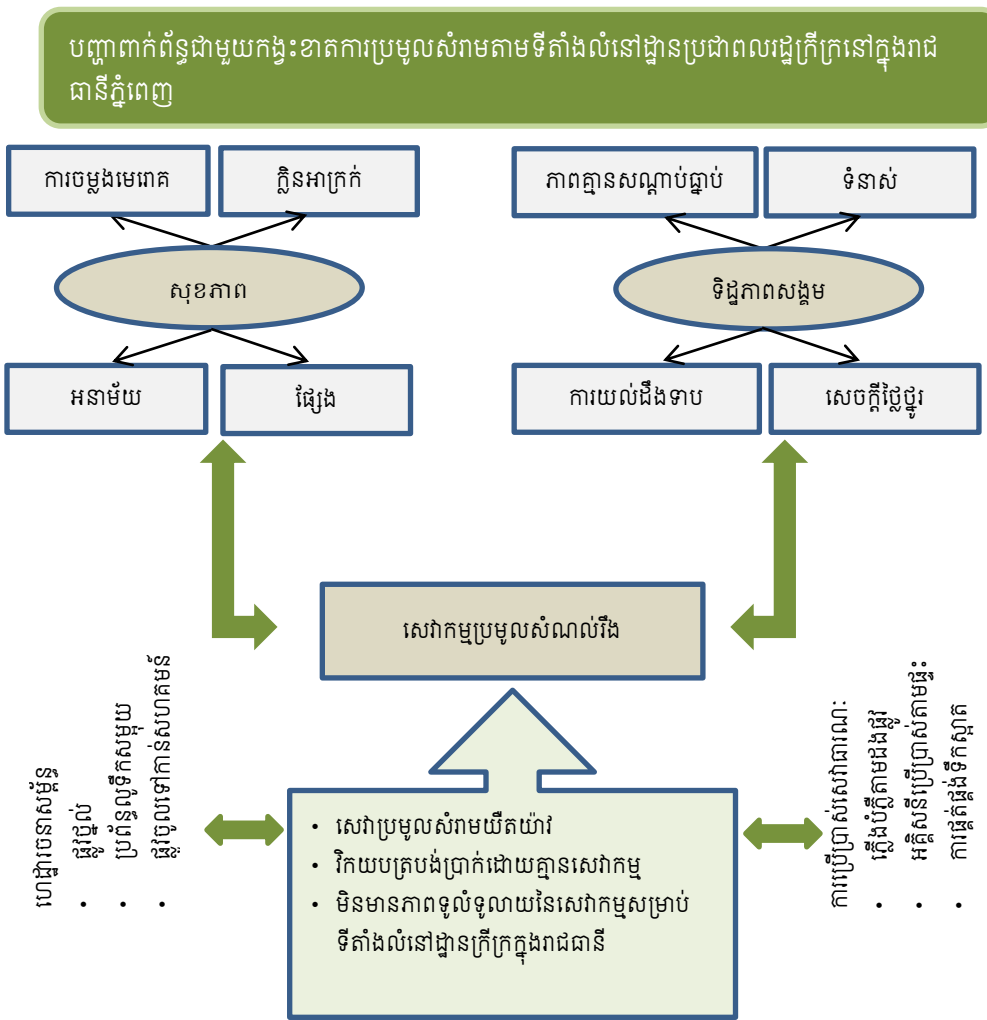 បញ្ហាពាក់ព័ន្ធជាមួយកង្វះខាតការប្រមូលសំរាមតាមទីតាំងលំនៅដ្ឋានប្រជាពលរដ្ឋក្រីក្រនៅក្នុងរាជ
ធានីភ្នំពេញ
ការចម្លងមេរោគ
ក្លិនអាក្រក់
សុខភាព
អនាម័យ
ផ្សែង
ភាពគ្មានសណ្តាប់ធ្នាប់
ទំនាស់
ទិដ្ឋភាពសង្គម
ការយល់ដឹងទាប
សេចក្តីថ្លៃថ្នូរ
សេវាកម្មប្រមូលសំណល់រឹង
ហេដ្ឋារចនាសម្ព័ន្ធ
• ផ្លូវថ្នល់
• ប្រព័ន្ធលូទឹកសម្អុយ
• ផ្លូវចូលទៅកាន់សហគមន៍
• សេវាប្រមូលសំរាមយឺតយ៉ាវ
• វិកយបត្របង់ប្រាក់ដោយគ្មានសេវាកម្ម
• មិនមានភាពទូលំទូលាយនៃសេវាកម្មសម្រាប់
ទីតាំងលំនៅដ្ឋានក្រីក្រក្នុងរាជធានី
ការប្រើប្រាស់សេវាធារណៈ
• ភ្លើងបំភ្លឺតាមដងផ្លូវ
• អគ្គិសនីប្រើប្រាស់តាមផ្ទះ
• ការផ្គត់ផ្គង់ទឹកស្អាត